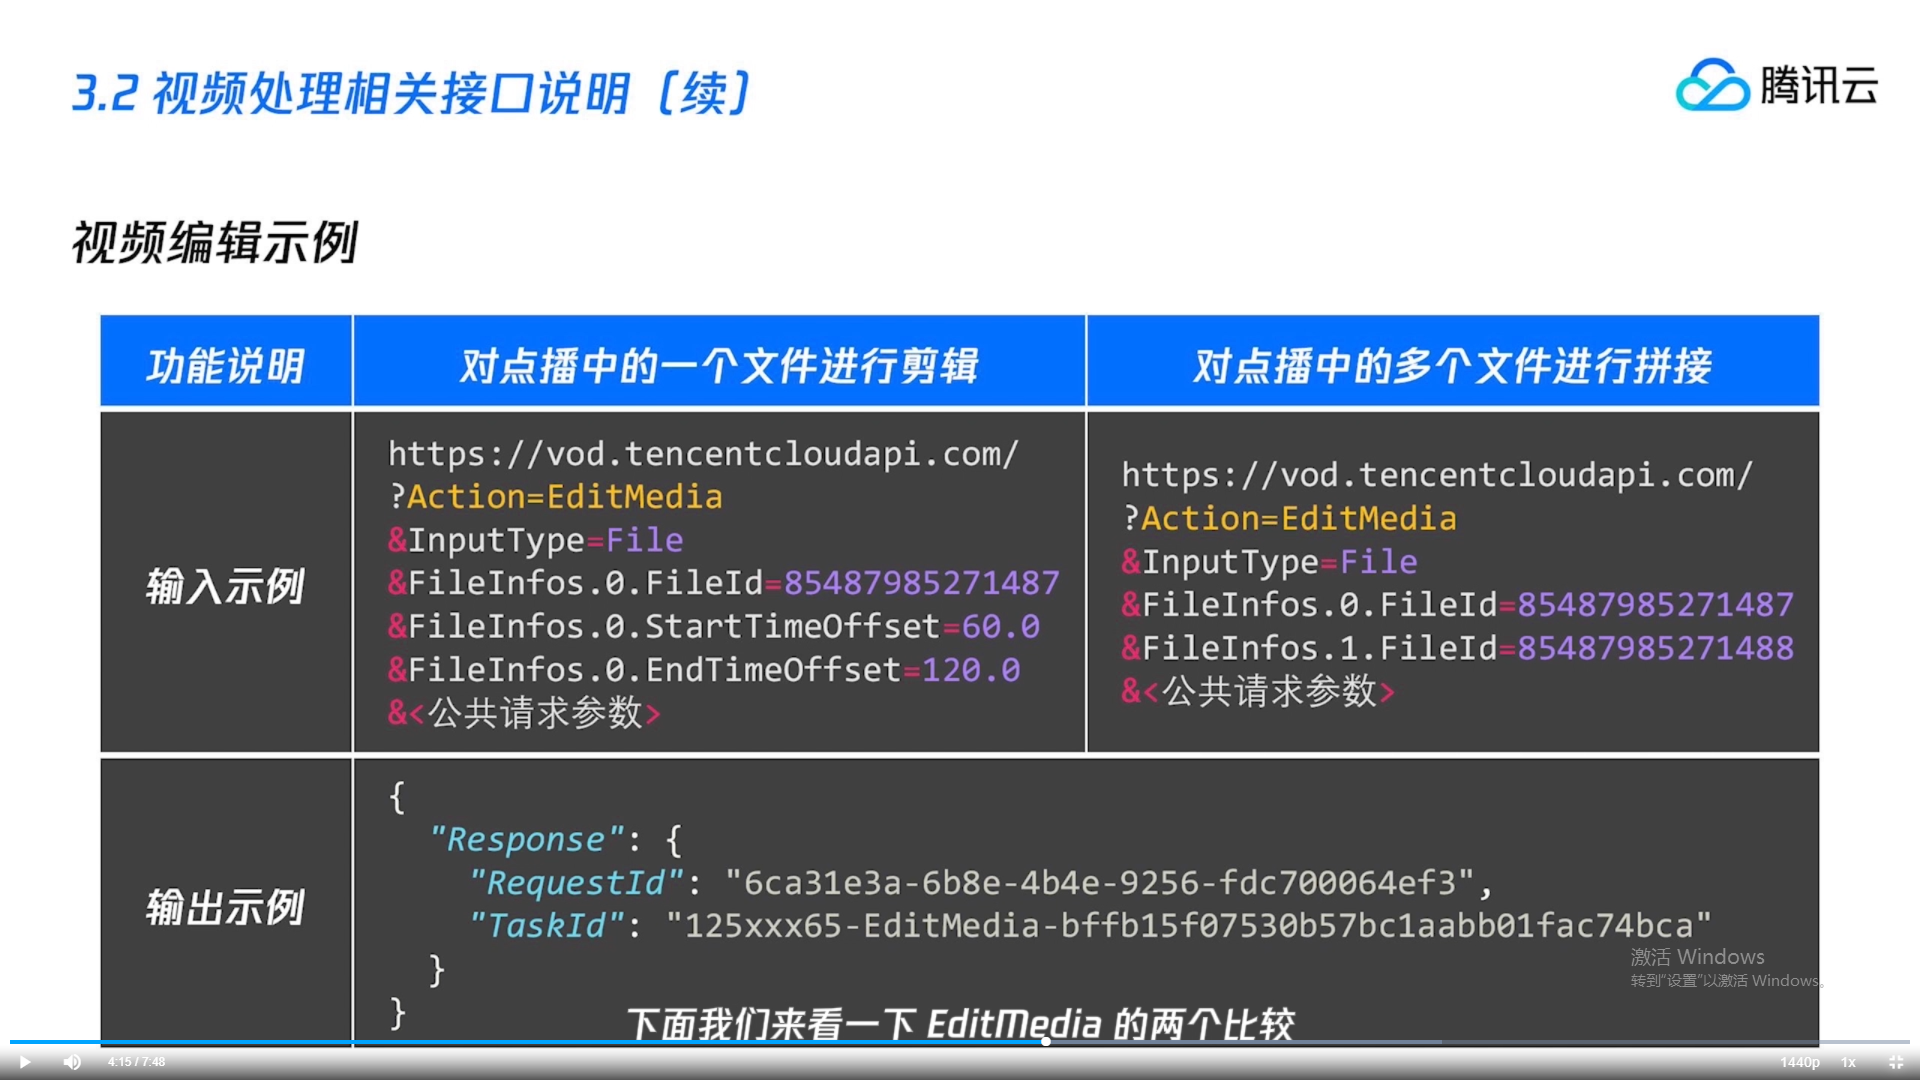 3.2 视频处理相关接口说明（续）
腾讯云
视频编辑示例
功能说明
对点播中的一个文件进行剪辑
对点播中的多个文件进行拼接
输入示例
https://vod.tencentcloudapi.com/
?Action=EditMedia
&InputType=File
&FileInfos.0.FileId=85487985271487
&FileInfos.0.StartTimeOffset=60.0
&FileInfos.0.EndTimeOffset=120.0
&<公共请求参数>
https://vod.tencentcloudapi.com/
?Action=EditMedia
&InputType=File
&FileInfos.0.FileId=85487985271487
&FileInfos.1.FileId=85487985271488
&<公共请求参数>
输出示例
{
"Response": {
"RequestId": "6ca31e3a-6b8e-4b4e-9256-fdc700064ef3",
"TaskId": "125xxx65-EditMedia-bffb15f07530b57bc1aabb01fac74bca"
}
}
激活 Windows
转到“设置”以激活 Windows。
下面我们来看一下 EditMedia 的两个比较
4:15 / 7:48
1440p
1x